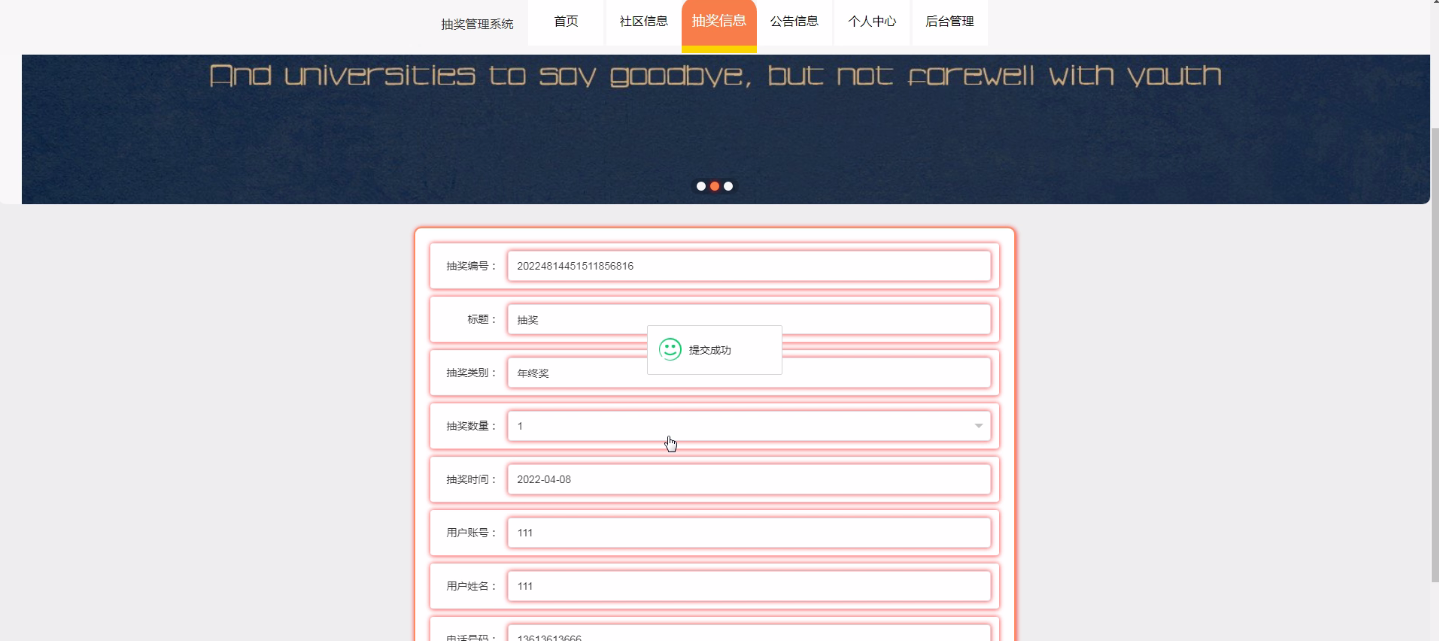 抽奖管理系统 首页 社区信息 抽奖信息 公告信息 个人中心 后台管理
And universities to say goodbye, but not farewell with youth
抽奖编号： 20224814451511856816
标题： 抽奖
提交成功
抽奖类别： 年终奖
抽奖数量： 1
抽奖时间： 2022-04-08
用户账号： 111
用户姓名： 111
电话号码： 13613613666